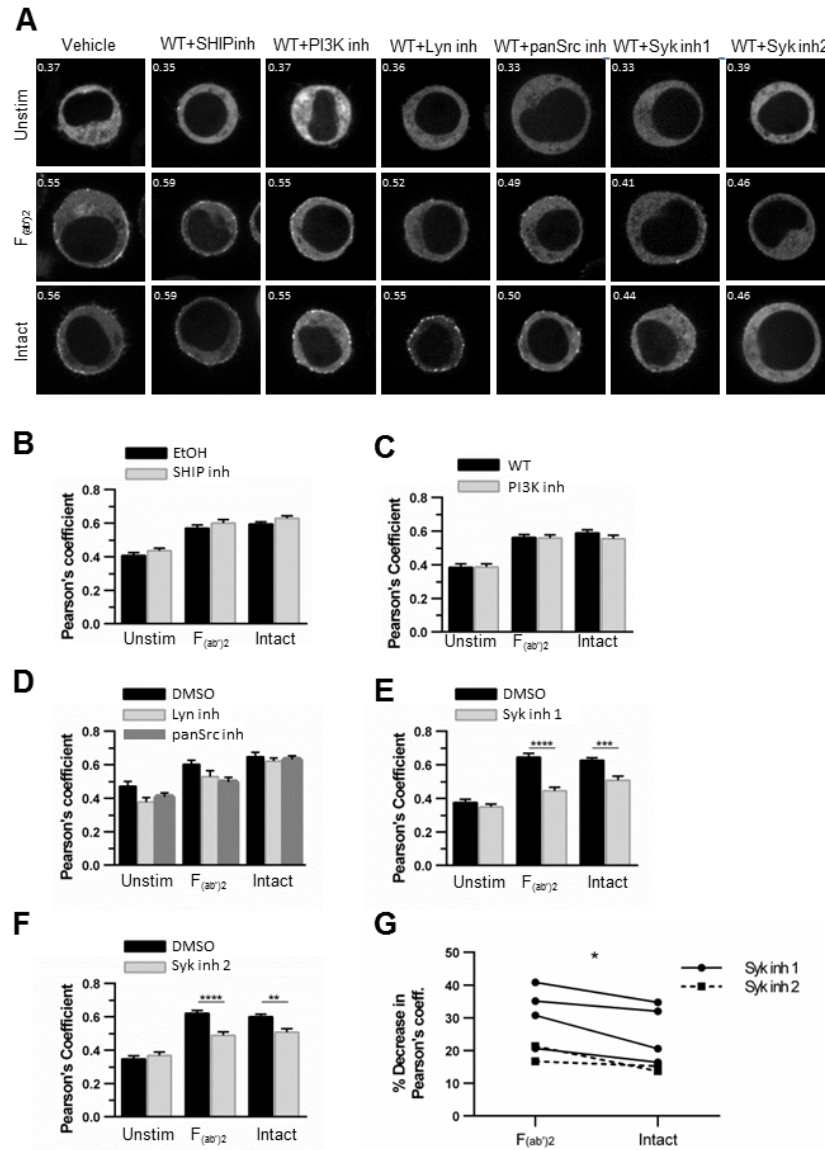 A
Vehicle WT+SHIPinh WT+PI3K inh WT+Lyn inh WT+panSrc inh WT+Syk inh1 WT+Syk inh2
Unstim
0.37 0.35 0.37 0.36 0.33 0.33 0.39
F(ab')2
0.55 0.59 0.55 0.52 0.49 0.41 0.46
Intact
0.56 0.59 0.55 0.55 0.50 0.44 0.46
B
EtOH
SHIP inh
Pearson's coefficient
0.8
0.6
0.4
0.2
0.0
Unstim F(ab')2 Intact
C
WT
PI3K inh
Pearson's Coefficient
0.8
0.6
0.4
0.2
0.0
Unstim F(ab')2 Intact
D
DMSO
Lyn inh
panSrc inh
Pearson's Coefficient
0.8
0.6
0.4
0.2
0.0
Unstim F(ab')2 Intact
E
DMSO
Syk inh 1
Pearson's Coefficient
0.8
0.6
0.4
0.2
0.0
**** ***
Unstim F(ab')2 Intact
F
DMSO
Syk inh 2
Pearson's Coefficient
0.8
0.6
0.4
0.2
0.0
**** **
Unstim F(ab')2 Intact
G
% Decrease in
Pearson's coeff.
50
40
30
20
10
0
*
Syk inh 1
Syk inh 2
F(ab')2 Intact